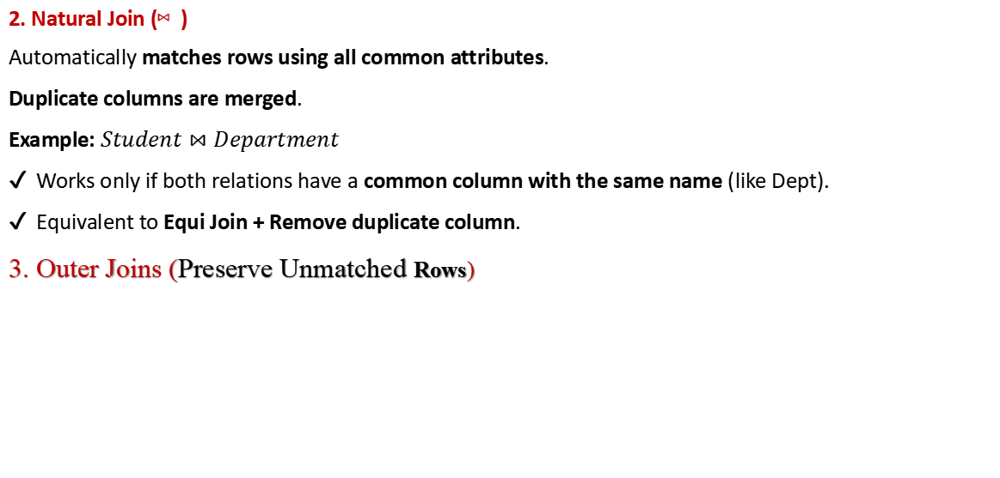 2. Natural Join (⋈ )
Automatically matches rows using all common attributes.
Duplicate columns are merged.
Example: Student ⋈ Department
✓ Works only if both relations have a common column with the same name (like Dept).
✓ Equivalent to Equi Join + Remove duplicate column.
3. Outer Joins (Preserve Unmatched Rows)